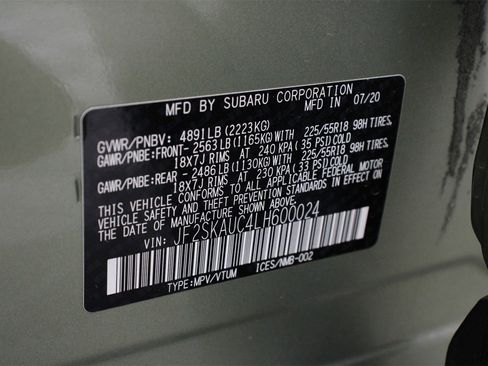 MFD BY SUBARU CORPORATION MFD IN 07/20
GVWR/PNBV: 4891LB (2223KG)
GAWR/PNBE:FRONT- 2563LB (1165KG)WITH 225/55R18 98H TIRES,
18X7J RIMS AT 240 KPA (35 PSI) COLD
GAWR/PNBE:REAR - 2486LB (1130KG)WITH 225/55R18 98H TIRES,
18X7J RIMS AT 230 KPA (33 PSI) COLD
THIS VEHICLE CONFORMS TO ALL APPLICABLE FEDERAL MOTOR
VEHICLE SAFETY AND THEFT PREVENTION STANDARDS IN EFFECT ON
THE DATE OF MANUFACTURE SHOWN ABOVE.
VIN: JF2SKAUC4LH600024
TYPE:MPV/VTUM ICES/NMB-002